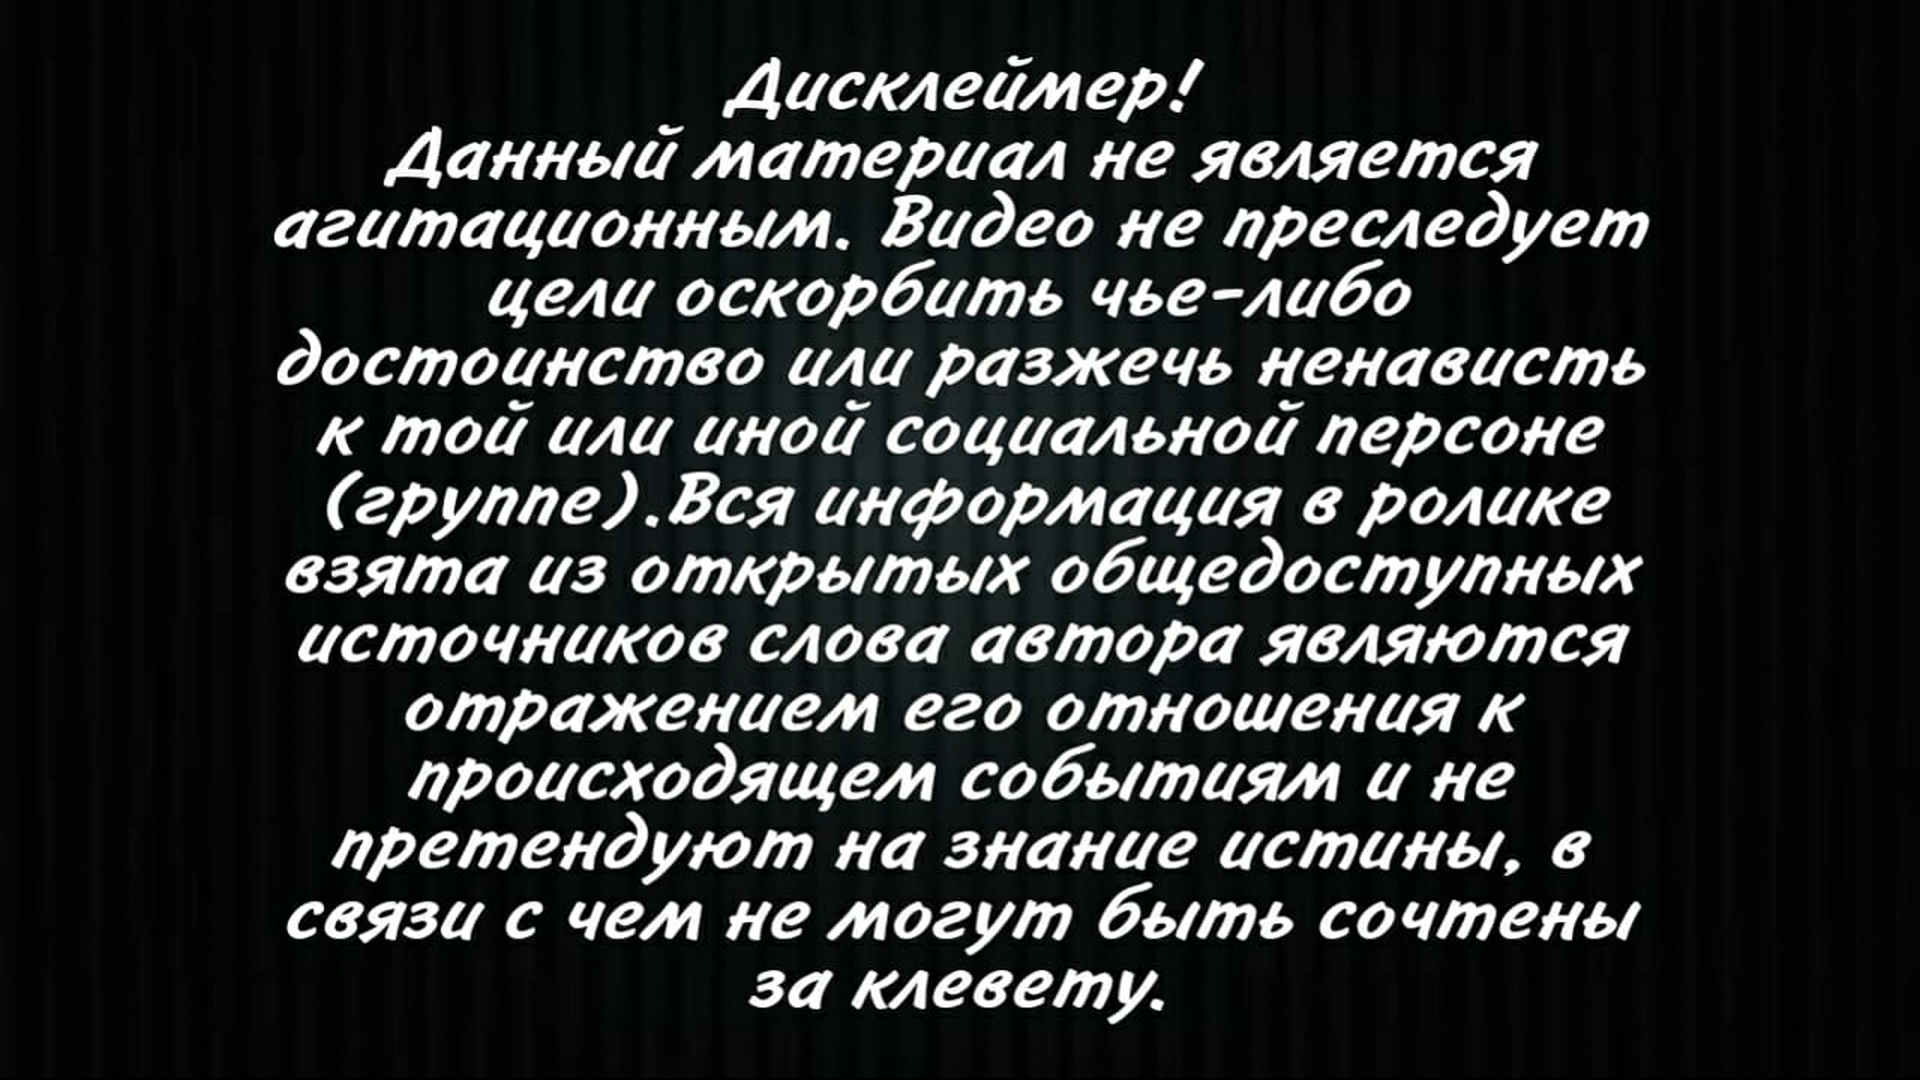 Дисклеймер!
Данный материал не является
агитационным. Видео не преследует
цели оскорбить чье-либо
достоинство или разжечь ненависть
к той или иной социальной персоне
(группе).Вся информация в ролике
взята из открытых общедоступных
источников слова автора являются
отражением его отношения к
происходящем событиям и не
претендуют на знание истины, в
связи с чем не могут быть сочтены
за клевету.